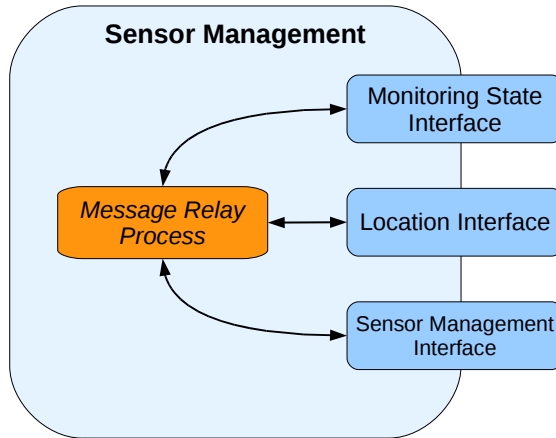 Sensor Management
Monitoring State
Interface
Message Relay
Process
Location Interface
Sensor Management
Interface